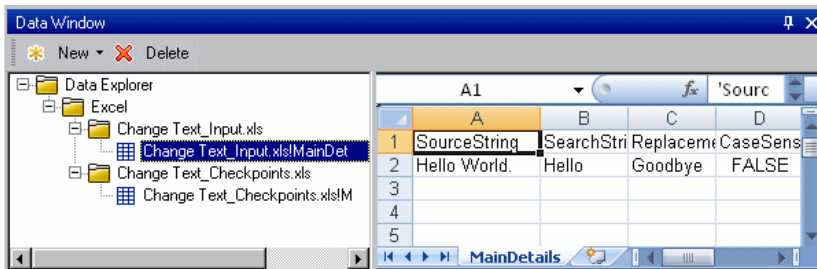 Data Window
New Delete
Data Explorer
Excel
Change Text_Input.xls
Change Text_Input.xls!MainDet
Change Text_Checkpoints.xls
Change Text_Checkpoints.xls!M
A1 fx 'Sourc
A B C D
1 SourceString SearchStri Replaceme CaseSens
2 Hello World. Hello Goodbye FALSE
3
4
5
MainDetails